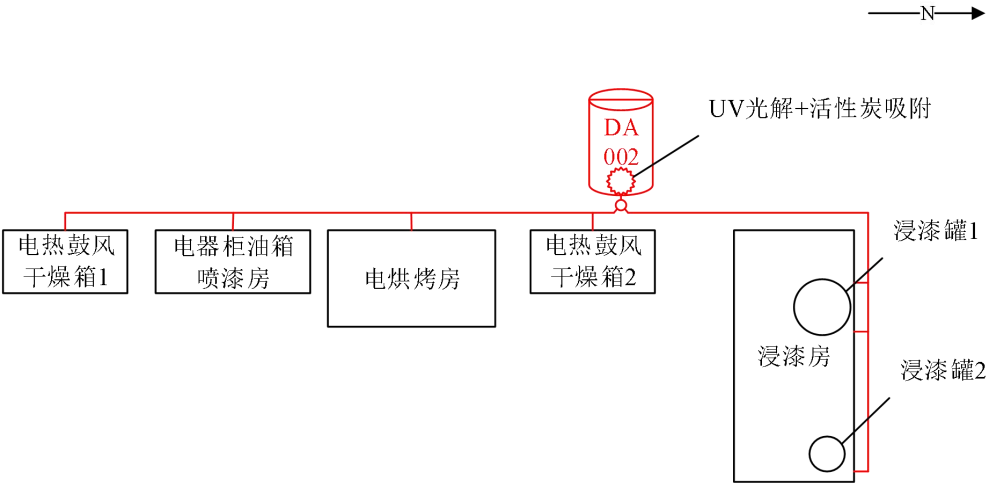 N
UV光解+活性炭吸附
DA
002
电热鼓风
干燥箱1
电器柜油箱
喷漆房
电烘烤房
电热鼓风
干燥箱2
浸漆罐1
浸漆房
浸漆罐2